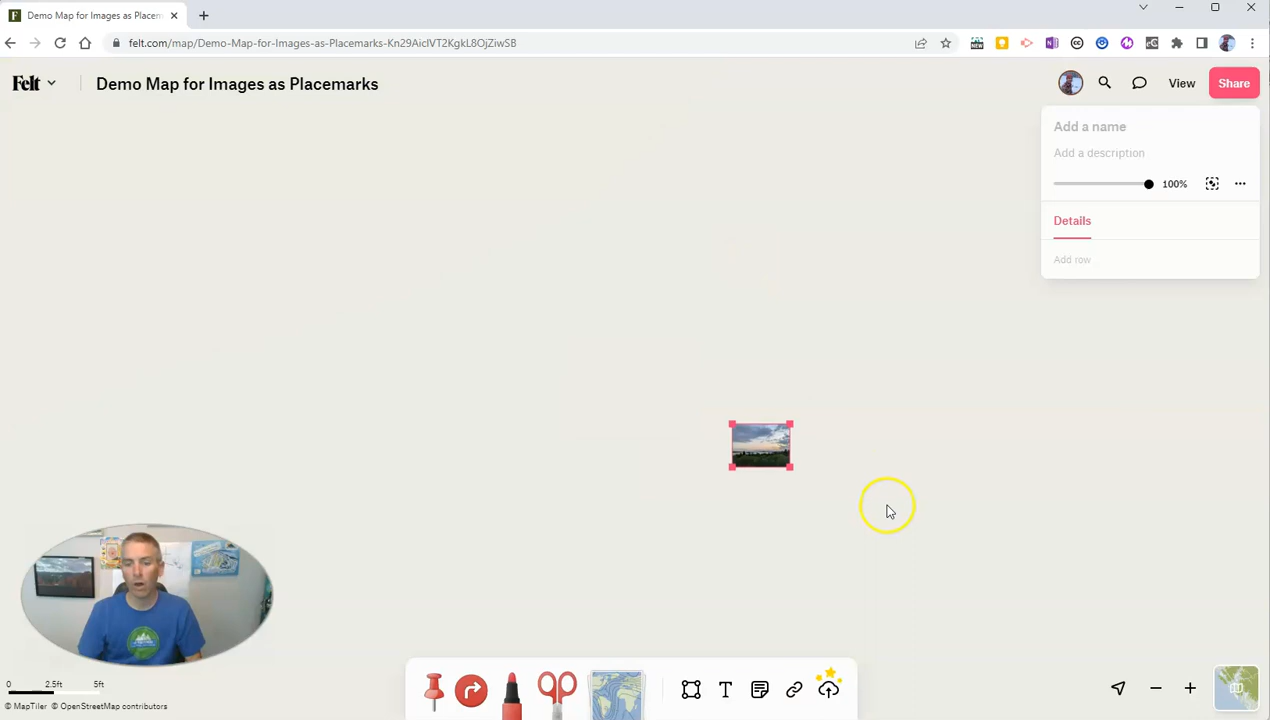 Demo Map for Images as Placem
felt.com/map/Demo-Map-for-Images-as-Placemarks-Kn29AicIVT2KgkL8OjZiwSB
Felt
Demo Map for Images as Placemarks
View
Share
Add a name
Add a description
100%
Details
Add row
0 2.5ft 5ft
T
© MapTiler © OpenStreetMap contributors